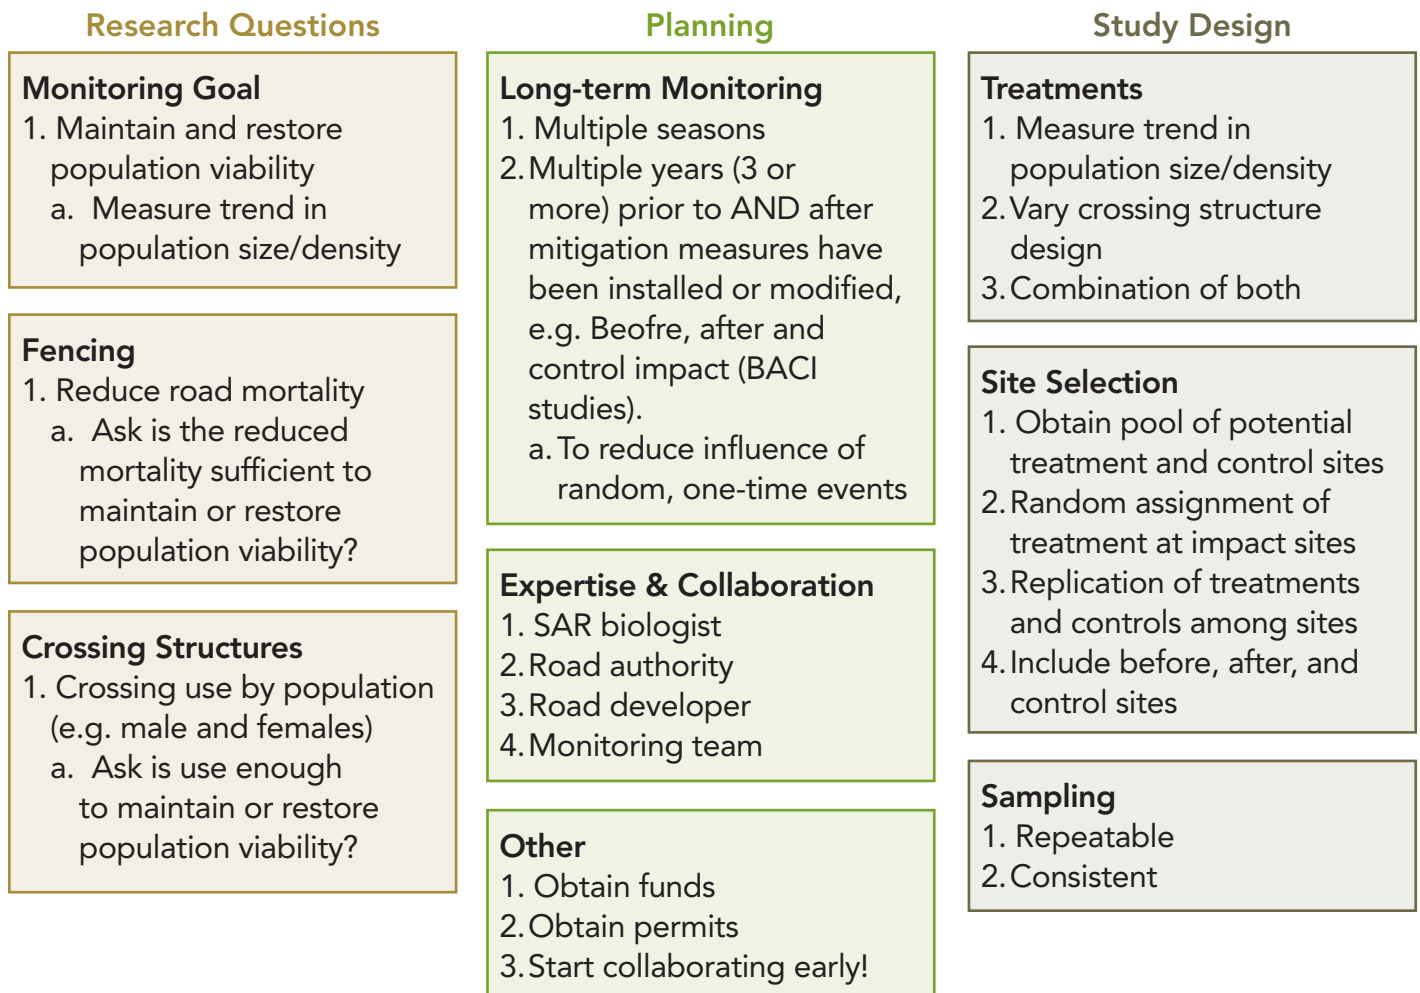 Research Questions
Monitoring Goal
1. Maintain and restore
population viability
a. Measure trend in
population size/density
Fencing
1. Reduce road mortality
a. Ask is the reduced
mortality sufficient to
maintain or restore
population viability?
Crossing Structures
1. Crossing use by population
(e.g. male and females)
a. Ask is use enough
to maintain or restore
population viability?
Planning
Long-term Monitoring
1. Multiple seasons
2. Multiple years (3 or
more) prior to AND after
mitigation measures have
been installed or modified,
e.g. Beofre, after and
control impact (BACI
studies).
a. To reduce influence of
random, one-time events
Expertise & Collaboration
1. SAR biologist
2. Road authority
3. Road developer
4. Monitoring team
Other
1. Obtain funds
2. Obtain permits
3. Start collaborating early!
Study Design
Treatments
1. Measure trend in
population size/density
2. Vary crossing structure
design
3. Combination of both
Site Selection
1. Obtain pool of potential
treatment and control sites
2. Random assignment of
treatment at impact sites
3. Replication of treatments
and controls among sites
4. Include before, after, and
control sites
Sampling
1. Repeatable
2. Consistent